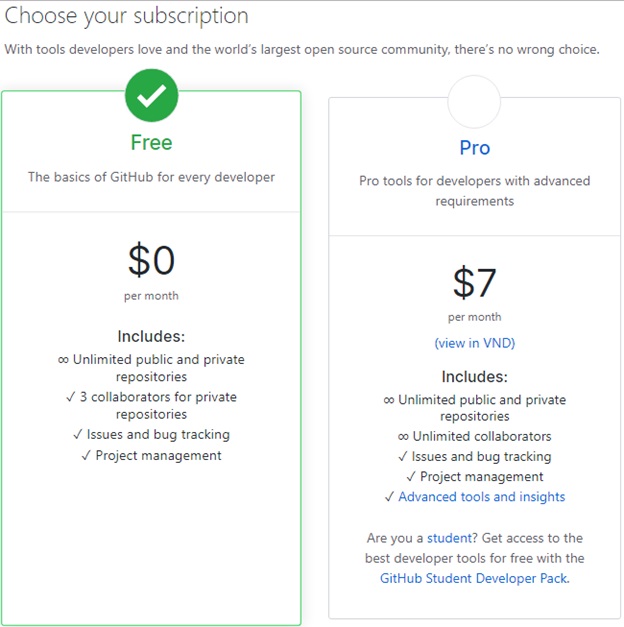 Choose your subscription
With tools developers love and the world's largest open source community, there's no wrong choice.
Free
The basics of GitHub for every developer
$0
per month
Includes:
∞ Unlimited public and private
repositories
✓ 3 collaborators for private
repositories
✓ Issues and bug tracking
✓ Project management
Pro
Pro tools for developers with advanced
requirements
$7
per month
(view in VND)
Includes:
∞ Unlimited public and private
repositories
∞ Unlimited collaborators
✓ Issues and bug tracking
✓ Project management
✓ Advanced tools and insights
Are you a student? Get access to the
best developer tools for free with the
GitHub Student Developer Pack.